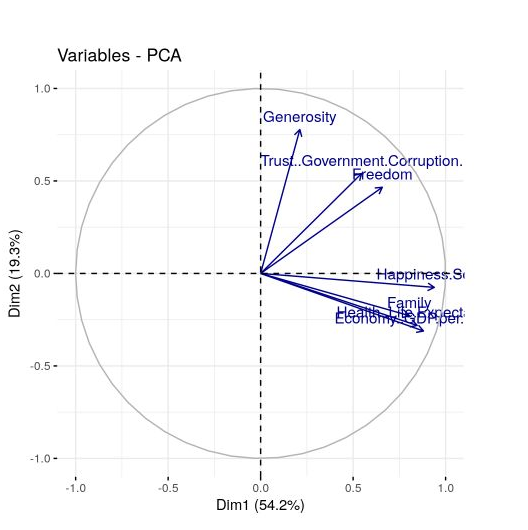 Variables - PCA
1.0
Generosity
Trust..Government.Corruption.
Freedom
0.5
Dim2 (19.3%)
0.0
Happiness.Sc
Family
Health..Life.Expecta
Economy..GDP.per.
-0.5
-1.0
-1.0 -0.5 0.0 0.5 1.0
Dim1 (54.2%)